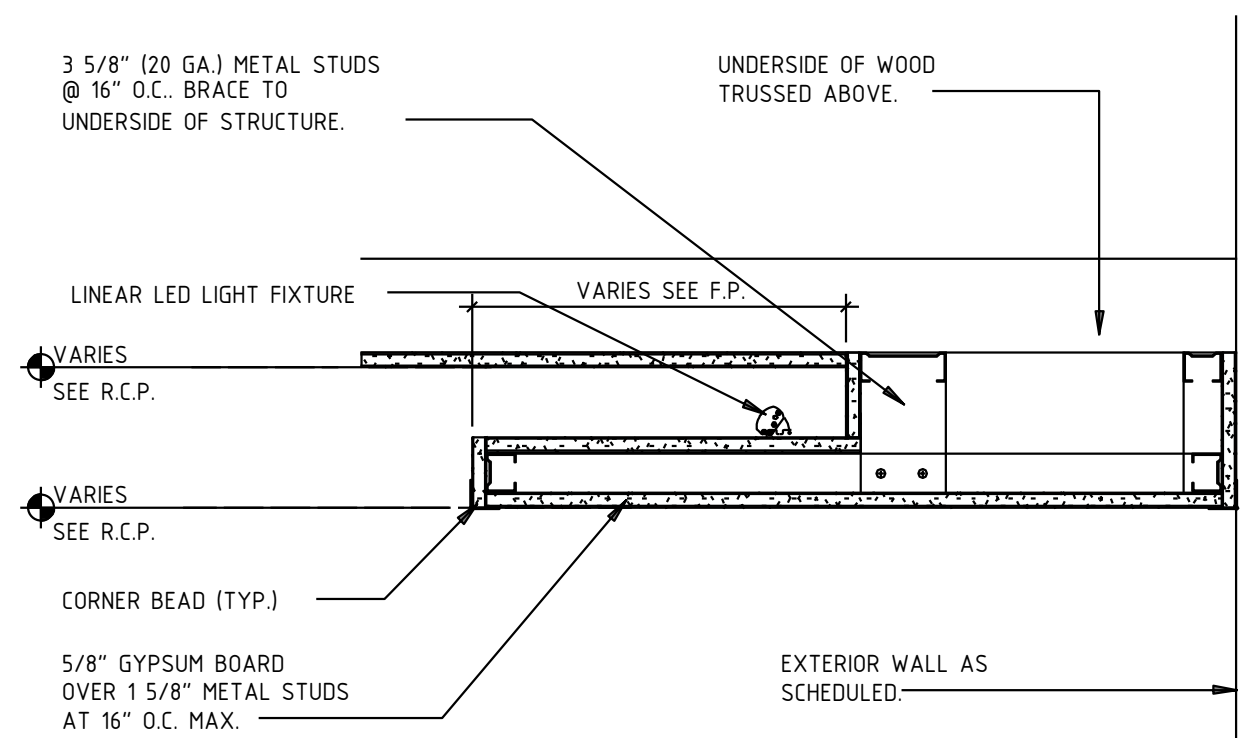 3 5/8" (20 GA.) METAL STUDS
@ 16" O.C.. BRACE TO
UNDERSIDE OF STRUCTURE.
UNDERSIDE OF WOOD
TRUSSED ABOVE.
LINEAR LED LIGHT FIXTURE
VARIES SEE F.P.
VARIES
SEE R.C.P.
VARIES
SEE R.C.P.
CORNER BEAD (TYP.)
5/8" GYPSUM BOARD
OVER 1 5/8" METAL STUDS
AT 16" O.C. MAX.
EXTERIOR WALL AS
SCHEDULED.